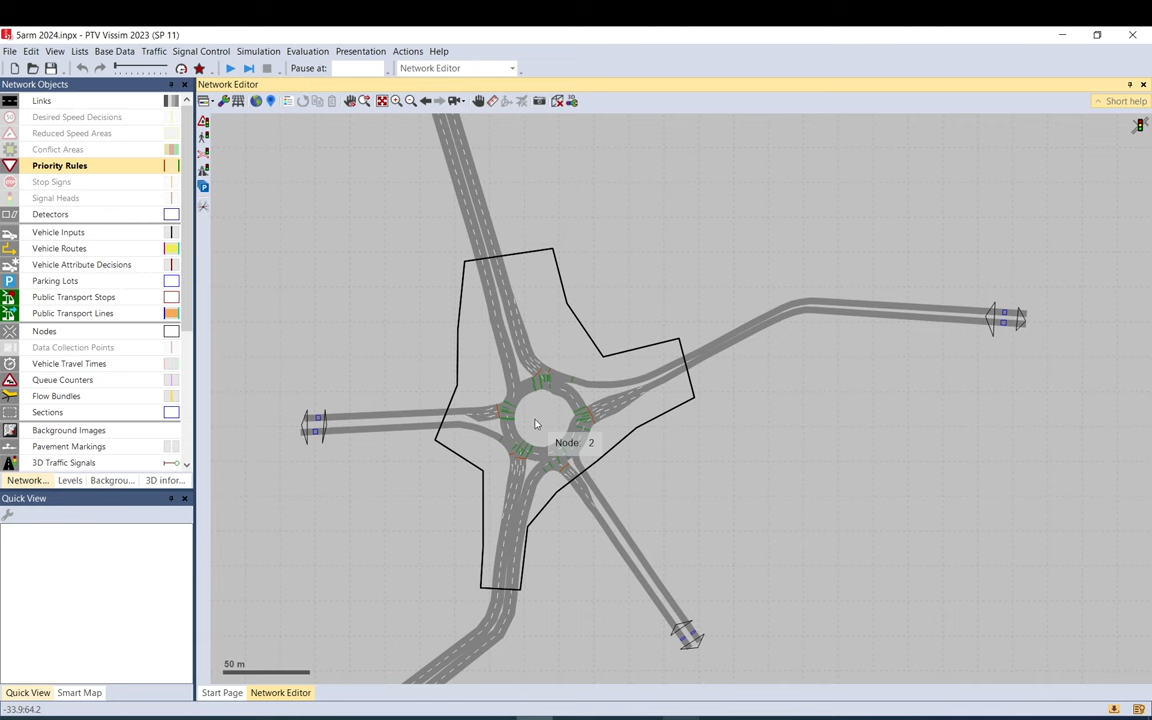 5arm 2024.inpx - PTV Vissim 2023 (SP 11)
File Edit View Lists Base Data Traffic Signal Control Simulation Evaluation Presentation Actions Help
Pause at: Network Editor
Network Objects
Network Editor
Short help
Links
Desired Speed Decisions
Reduced Speed Areas
Conflict Areas
Priority Rules
Stop Signs
Signal Heads
Detectors
Vehicle Inputs
Vehicle Routes
Vehicle Attribute Decisions
Parking Lots
Public Transport Stops
Public Transport Lines
Nodes
Data Collection Points
Vehicle Travel Times
Queue Counters
Flow Bundles
Sections
Background Images
Pavement Markings
3D Traffic Signals
Network... Levels Backgrou... 3D infor...
Quick View
Node: 2
50 m
Quick View Smart Map
Start Page Network Editor
-33.9:64.2